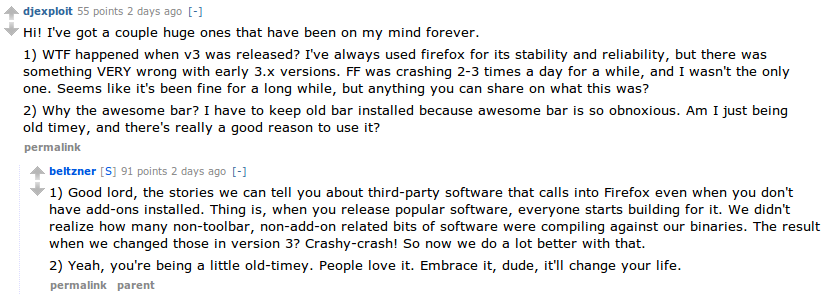 djexploit 55 points 2 days ago [-]
Hi! I've got a couple huge ones that have been on my mind forever.
1) WTF happened when v3 was released? I've always used firefox for its stability and reliability, but there was
something VERY wrong with early 3.x versions. FF was crashing 2-3 times a day for a while, and I wasn't the only
one. Seems like it's been fine for a long while, but anything you can share on what this was?
2) Why the awesome bar? I have to keep old bar installed because awesome bar is so obnoxious. Am I just being
old timey, and there's really a good reason to use it?
permalink
beltzner [S] 91 points 2 days ago [-]
1) Good lord, the stories we can tell you about third-party software that calls into Firefox even when you don't
have add-ons installed. Thing is, when you release popular software, everyone starts building for it. We didn't
realize how many non-toolbar, non-add-on related bits of software were compiling against our binaries. The result
when we changed those in version 3? Crashy-crash! So now we do a lot better with that.
2) Yeah, you're being a little old-timey. People love it. Embrace it, dude, it'll change your life.
permalink parent